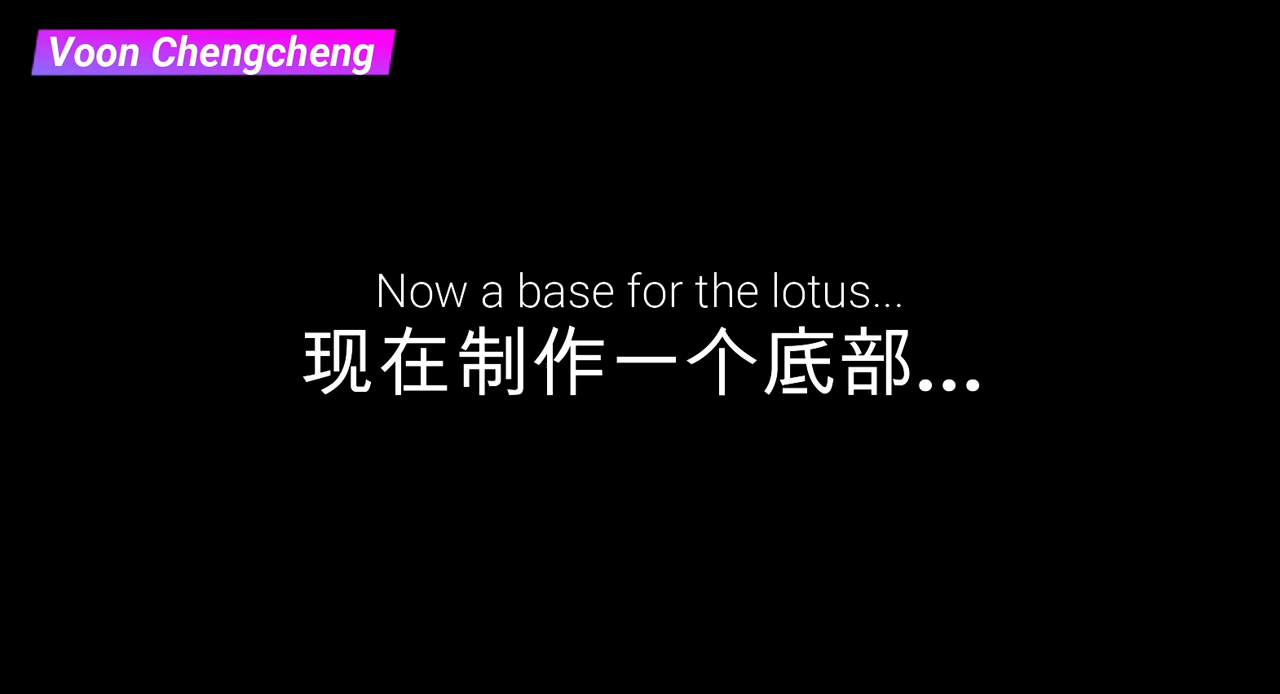 Voon Chengcheng
Now a base for the lotus...
现在制作一个底部...